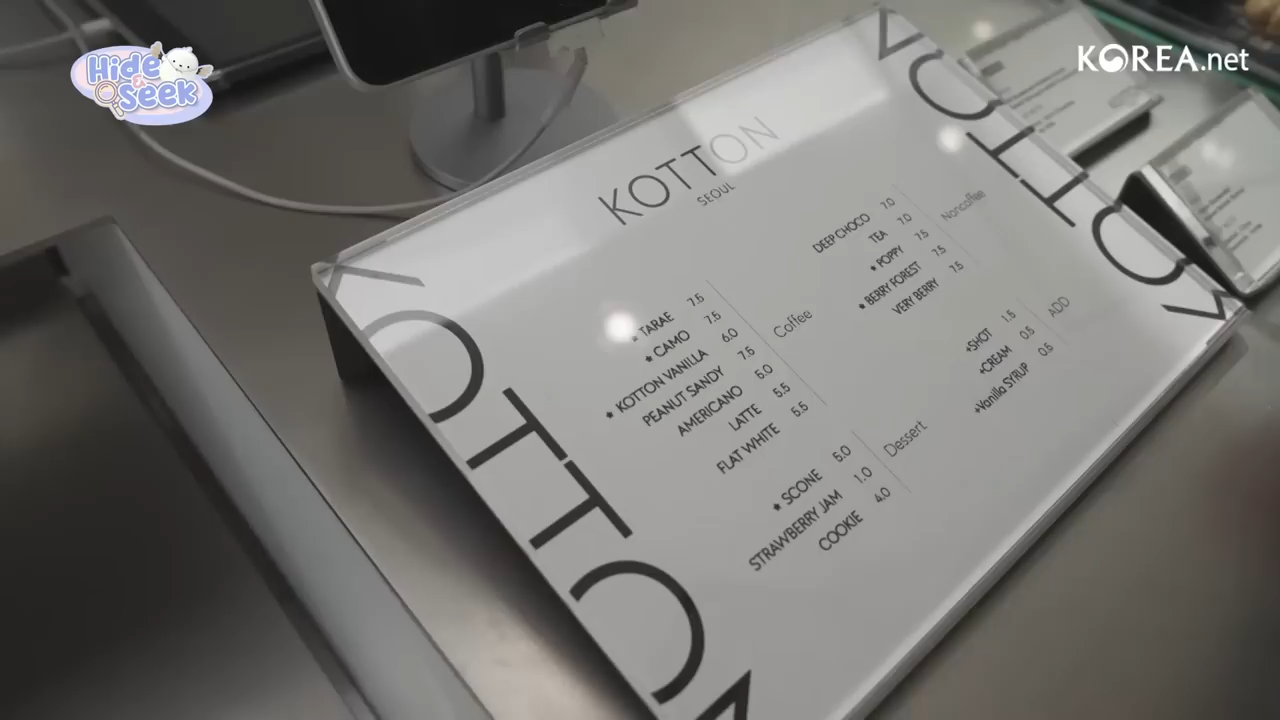 Hide & Seek
KOREA.net
KOTTON
SEOUL
KOTTON
KOTTON
Coffee
★ TARAE 7.5
★ CAMO 7.5
★ KOTTON VANILLA 6.0
PEANUT SANDY 7.5
AMERICANO 5.0
LATTE 5.5
FLAT WHITE 5.5
Dessert
★ SCONE 5.0
STRAWBERRY JAM 1.0
COOKIE 4.0
Noncoffee
DEEP CHOCO 7.0
TEA 7.0
★ POPPY 7.5
★ BERRY FOREST 7.5
VERY BERRY 7.5
ADD
+SHOT 1.5
+CREAM 0.5
+Vanilla SYRUP 0.5